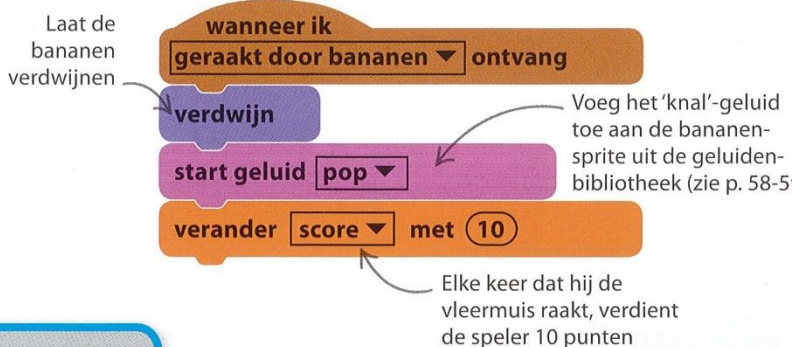 Laat de
bananen
verdwijnen
wanneer ik
geraakt door bananen ▼ ontvang
verdwijn
start geluid pop ▼
verander score ▼ met 10
Voeg het ‘knal’-geluid
toe aan de bananen-
sprite uit de geluiden-
bibliotheek (zie p. 58-5
Elke keer dat hij de
vleermuis raakt, verdient
de speler 10 punten